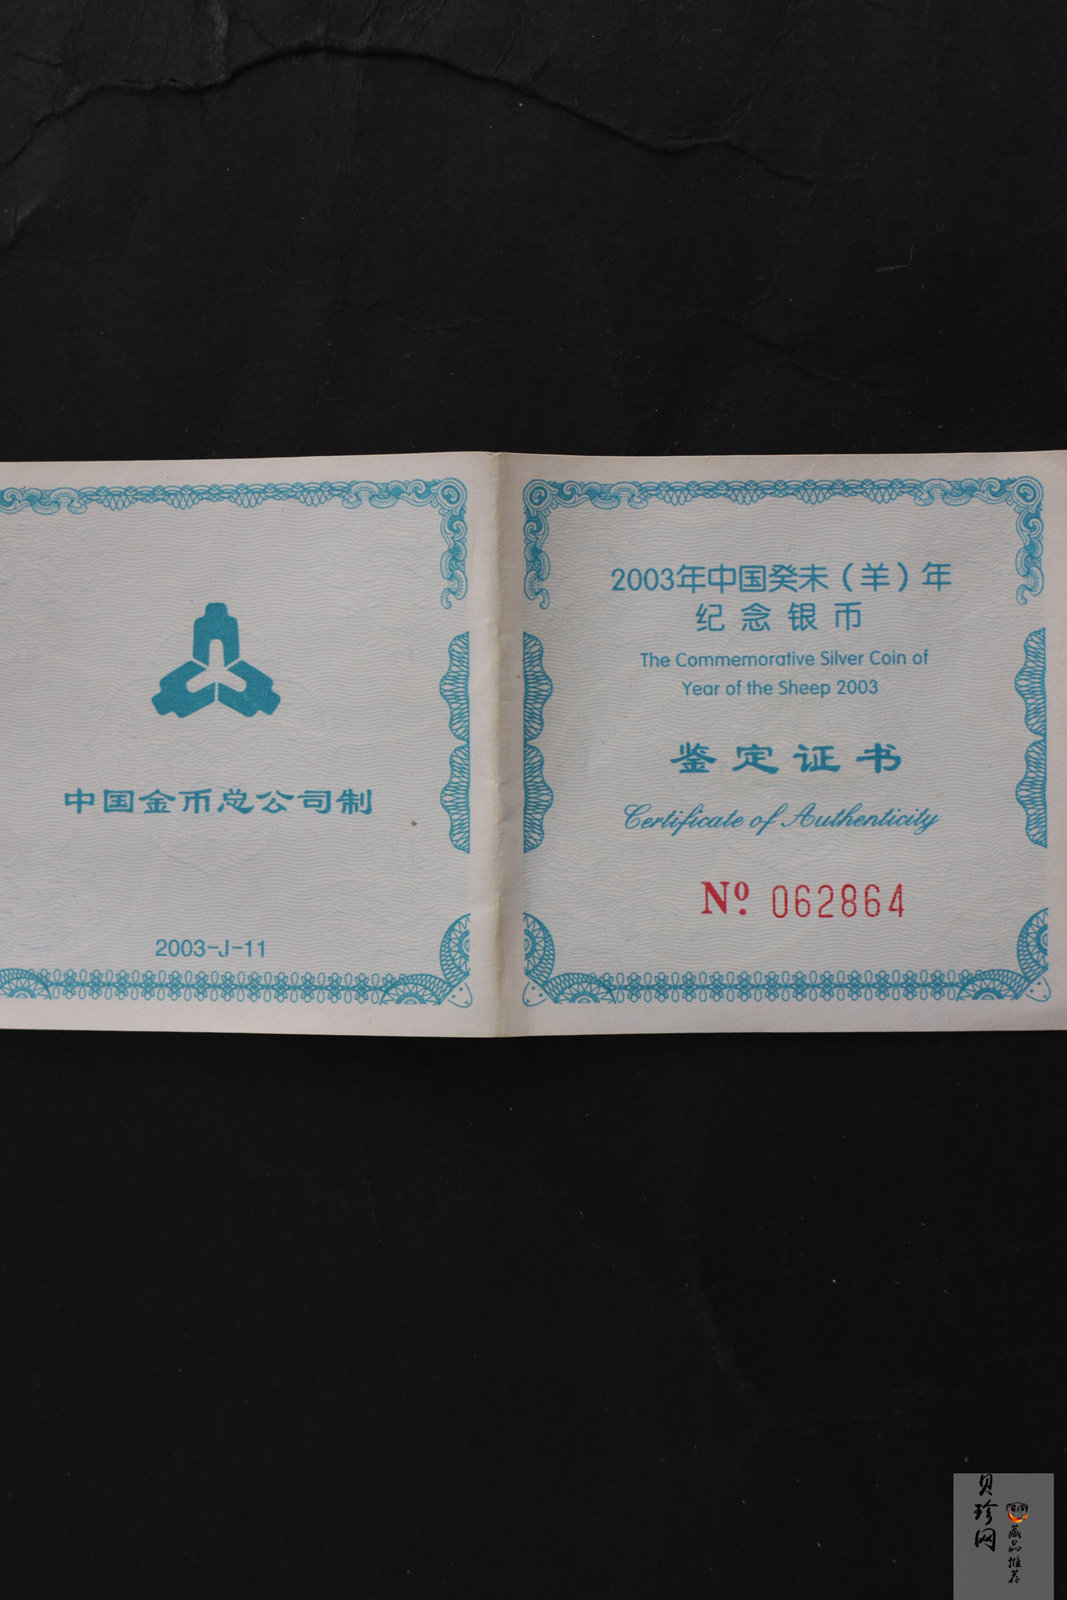 中国金币总公司制
2003-J-11
2003年中国癸未（羊）年
纪念银币
The Commemorative Silver Coin of
Year of the Sheep 2003
鉴定证书
Certificate of Authenticity
Nº 062864
贝珍网
藏品推荐